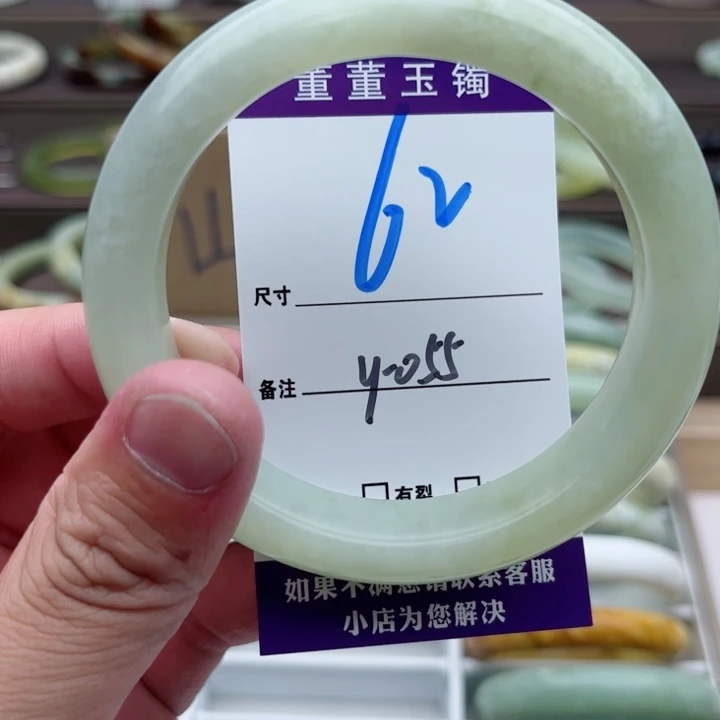 董董玉镯
62
尺寸
y-055
备注
有裂
如果不满意请联系客服
小店为您解决